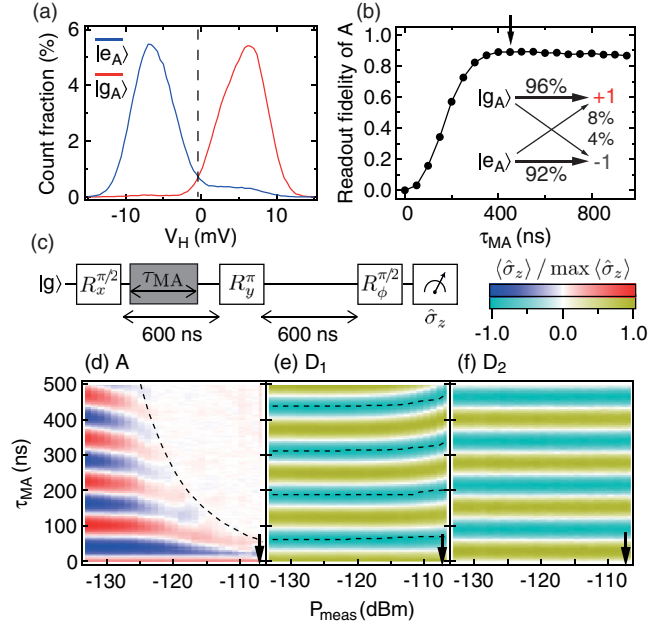 (a)
6
4
2
0
Count fraction (%)
|e_A⟩
|g_A⟩
-10
0
10
V_H (mV)
(b)
1.0
0.8
0.6
0.4
0.2
0.0
Readout fidelity of A
|g_A⟩ 96% +1
8%
4%
|e_A⟩ 92% -1
0
400
800
τ_MA (ns)
(c)
|g⟩ R_x^{π/2} τ_MA R_y^π R_ϕ^{π/2}
600 ns 600 ns σ̂_z
⟨σ̂_z⟩ / max ⟨σ̂_z⟩
-1.0 0.0 1.0
(d) A (e) D₁ (f) D₂
500
400
300
200
100
0
τ_MA (ns)
-130 -120 -110 -130 -120 -110 -130 -120 -110
P_meas (dBm)